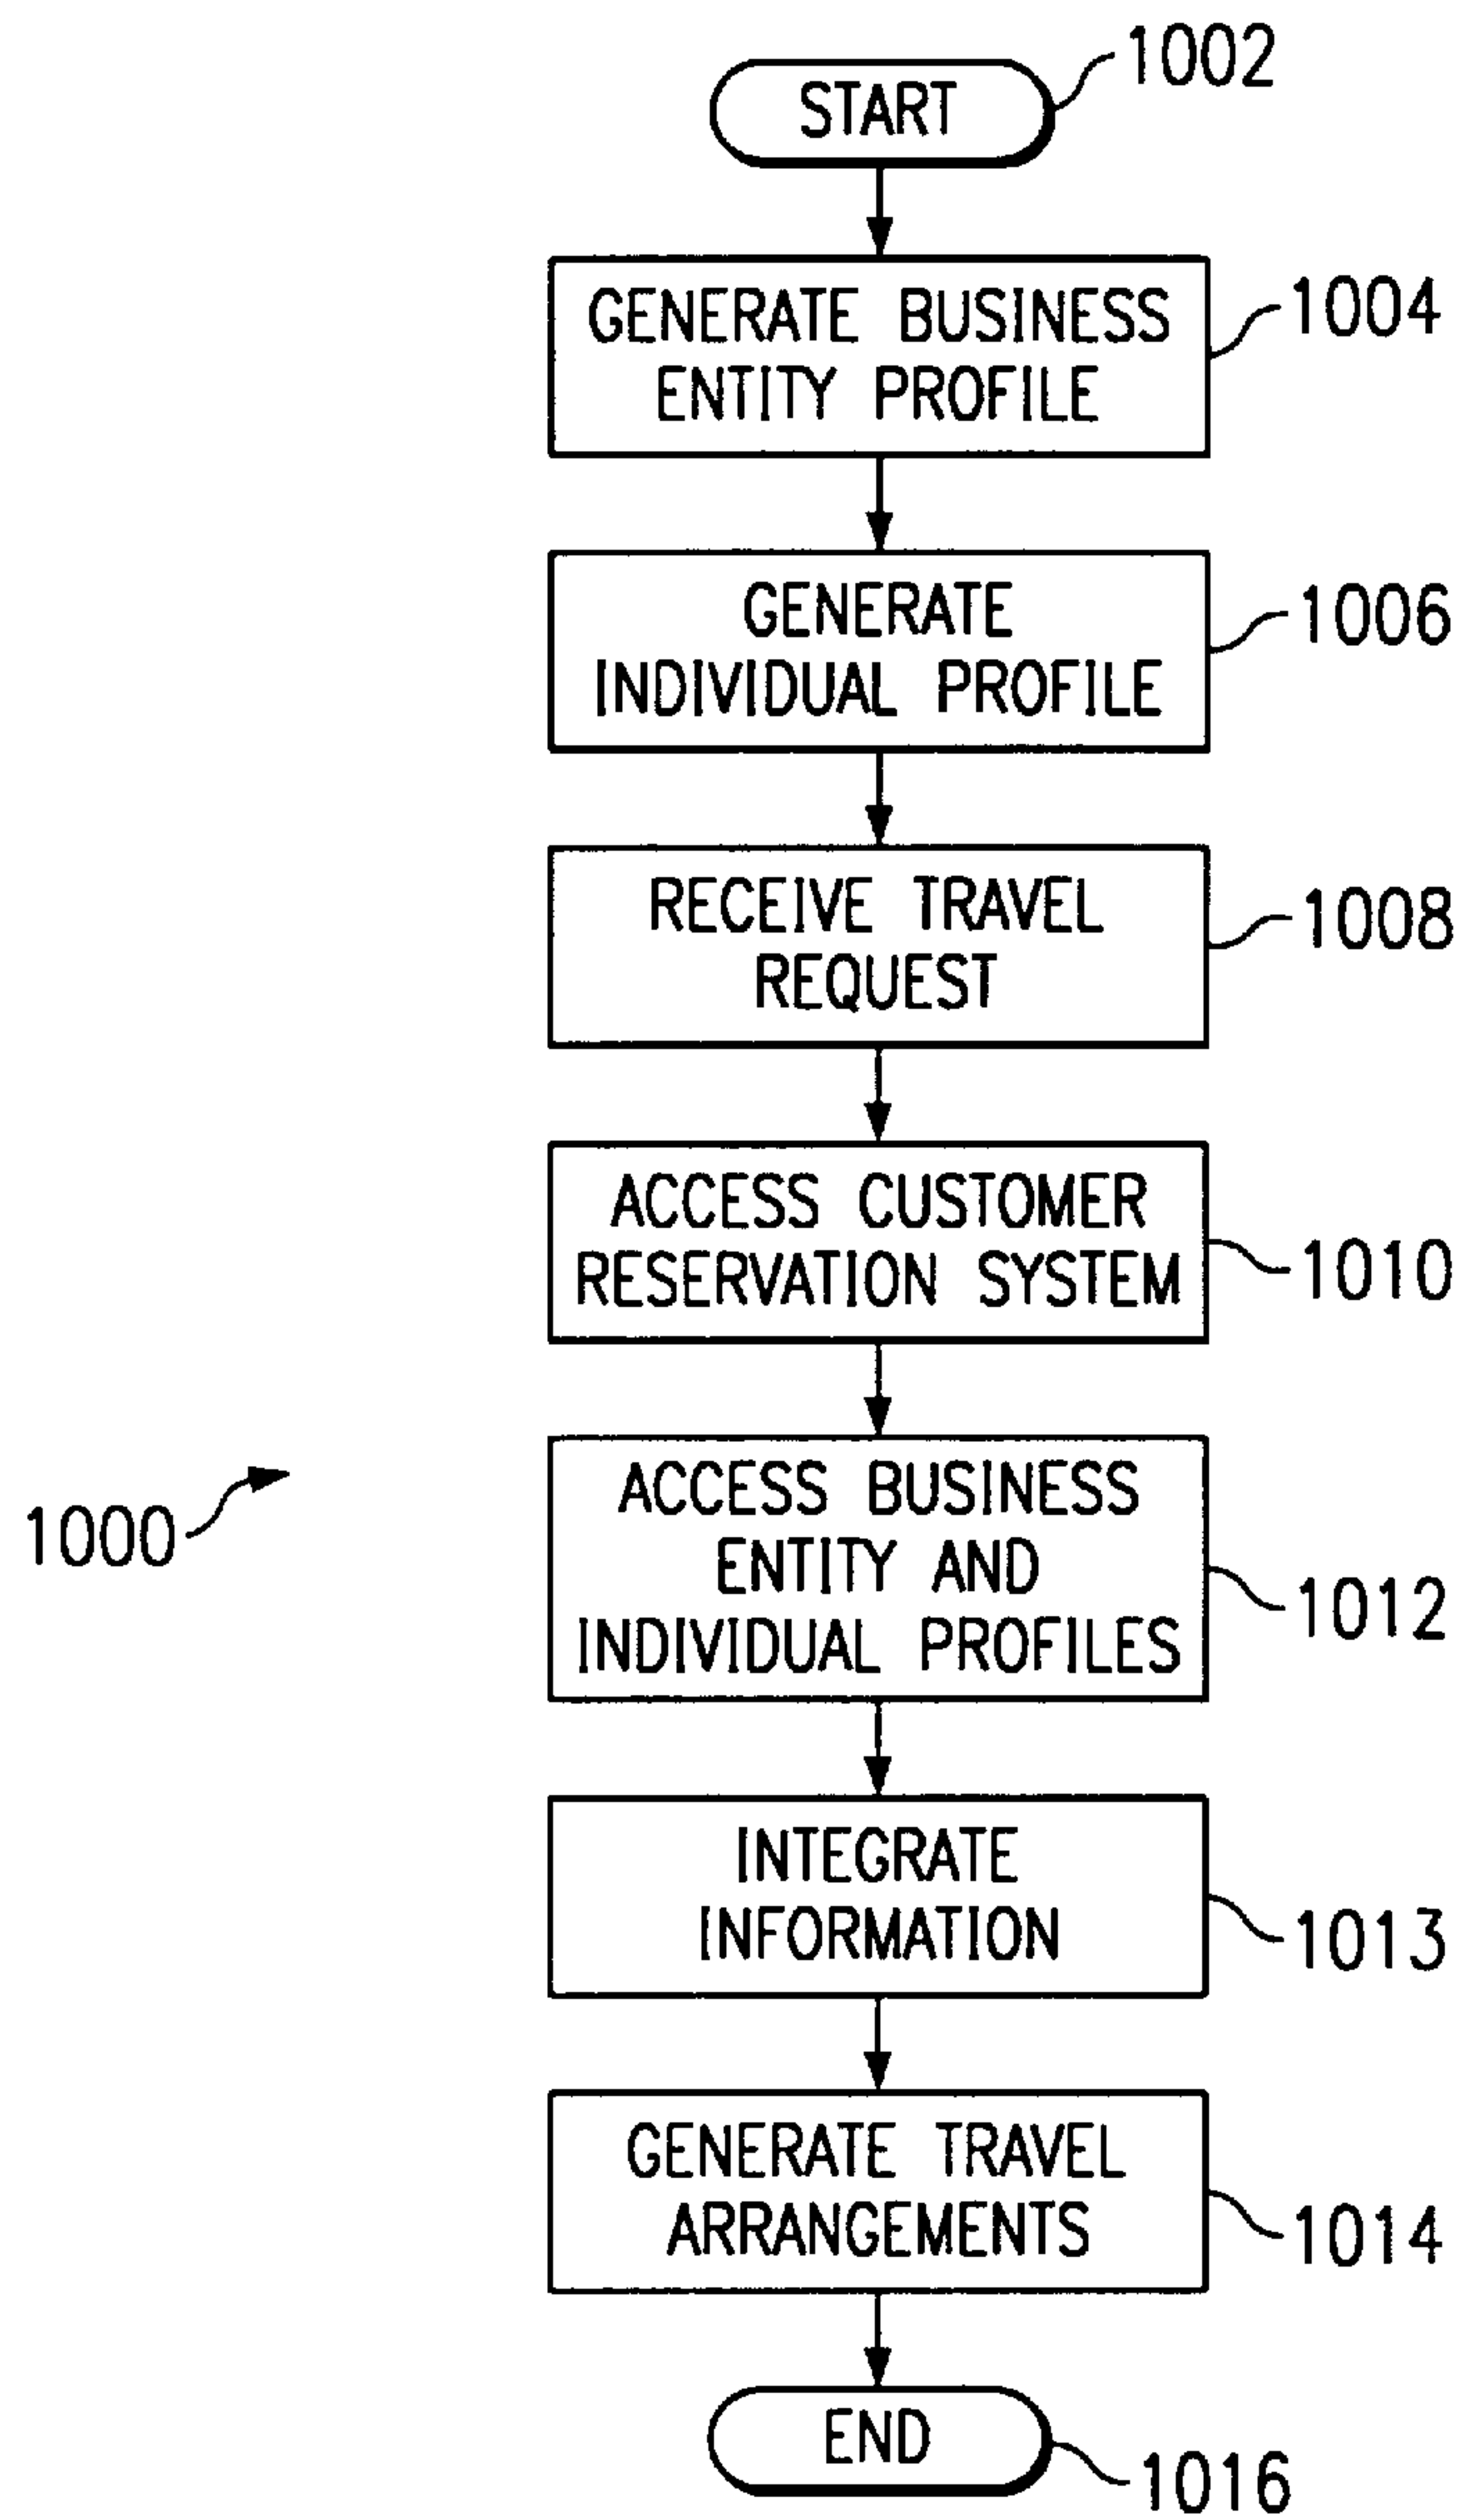 START
1002
GENERATE BUSINESS
ENTITY PROFILE
1004
GENERATE
INDIVIDUAL PROFILE
1006
RECEIVE TRAVEL
REQUEST
1008
ACCESS CUSTOMER
RESERVATION SYSTEM
1010
1000
ACCESS BUSINESS
ENTITY AND
INDIVIDUAL PROFILES
1012
INTEGRATE
INFORMATION
1013
GENERATE TRAVEL
ARRANGEMENTS
1014
END
1016